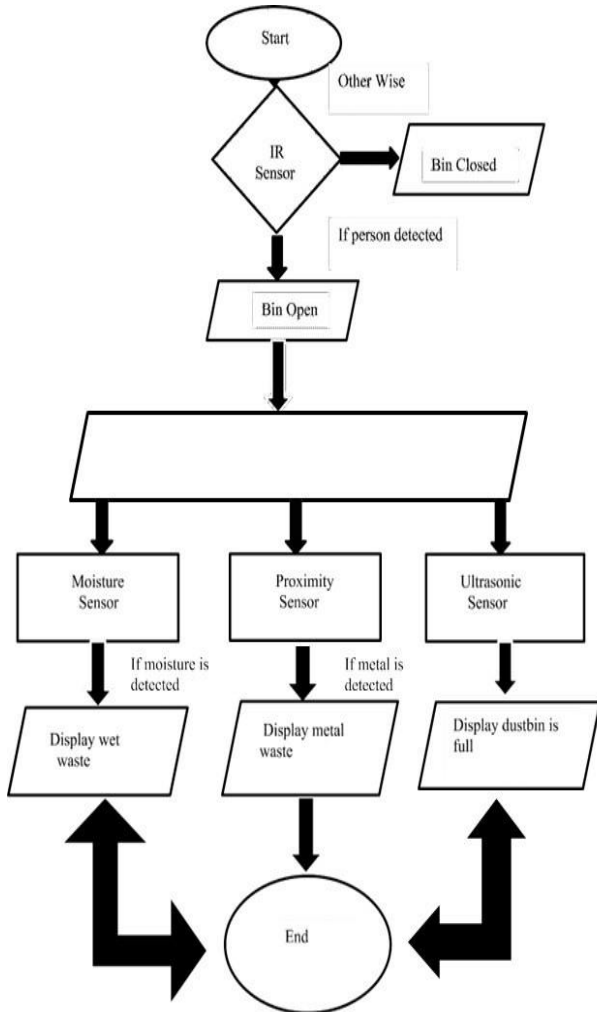 Start
Other Wise
IR
Sensor
Bin Closed
If person detected
Bin Open
Moisture
Sensor
Proximity
Sensor
Ultrasonic
Sensor
If moisture is
detected
If metal is
detected
Display wet
waste
Display metal
waste
Display dustbin is
full
End